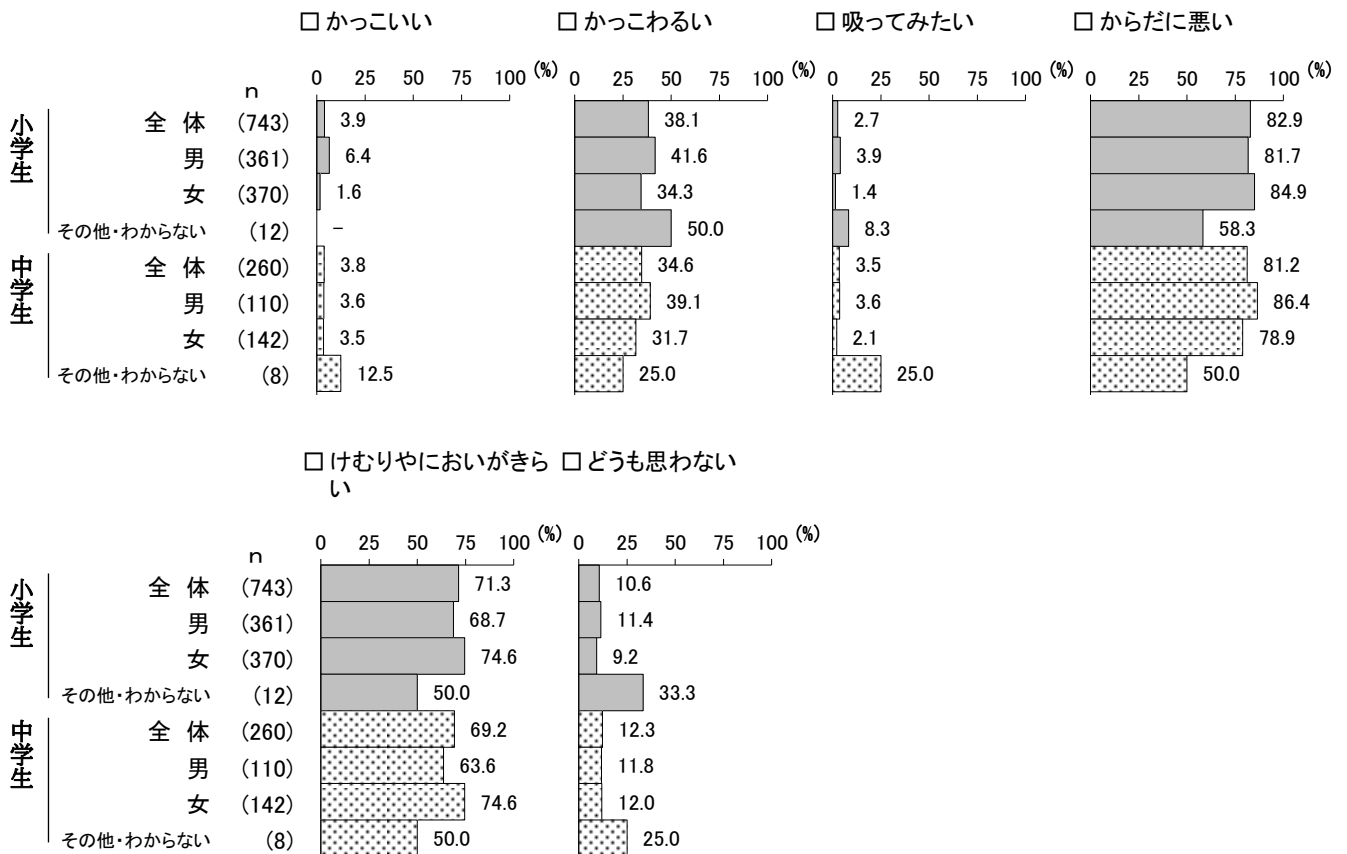 □ かっこいい □ かっこわるい □ 吸ってみたい □ からだに悪い
0 25 50 75 100 (%) 0 25 50 75 100 (%) 0 25 50 75 100 (%) 0 25 50 75 100 (%)
n
小学生
全 体 (743) 3.9 38.1 2.7 82.9
男 (361) 6.4 41.6 3.9 81.7
女 (370) 1.6 34.3 1.4 84.9
その他・わからない (12) - 50.0 8.3 58.3
中学生
全 体 (260) 3.8 34.6 3.5 81.2
男 (110) 3.6 39.1 3.6 86.4
女 (142) 3.5 31.7 2.1 78.9
その他・わからない (8) 12.5 25.0 25.0 50.0
□ けむりやにおいがきら □ どうも思わない
い
0 25 50 75 100 (%) 0 25 50 75 100 (%)
n
小学生
全 体 (743) 71.3 10.6
男 (361) 68.7 11.4
女 (370) 74.6 9.2
その他・わからない (12) 50.0 33.3
中学生
全 体 (260) 69.2 12.3
男 (110) 63.6 11.8
女 (142) 74.6 12.0
その他・わからない (8) 50.0 25.0